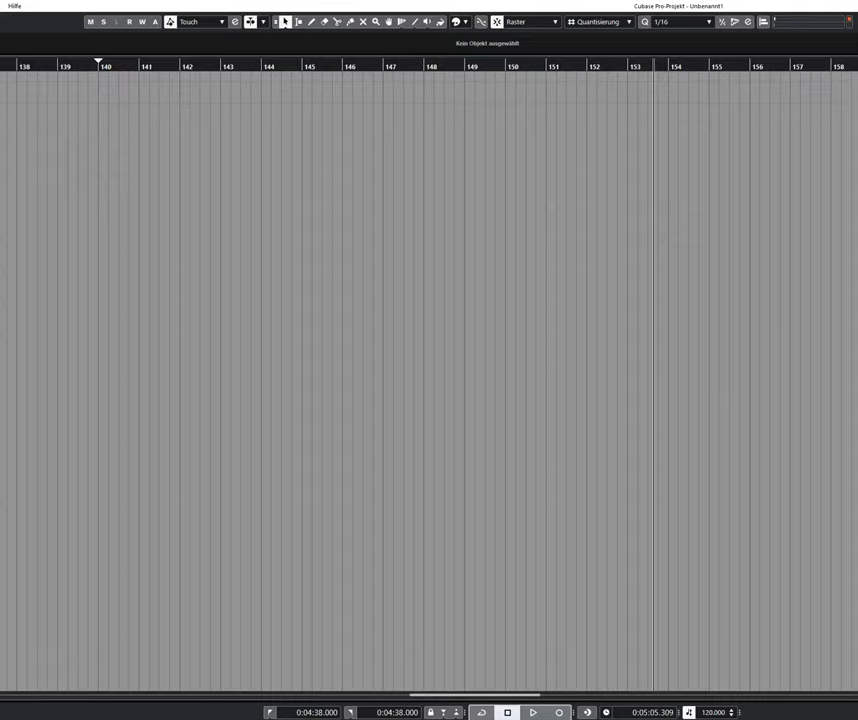 Hilfe
Cubase Pro-Projekt - Unbenannt1
M S L R W A Touch Raster Quantisierung 1/16
Kein Objekt ausgewählt
138 139 140 141 142 143 144 145 146 147 148 149 150 151 152 153 154 155 156 157 158
0:04:38.000 0:04:38.000 0:05:05.309 120.000